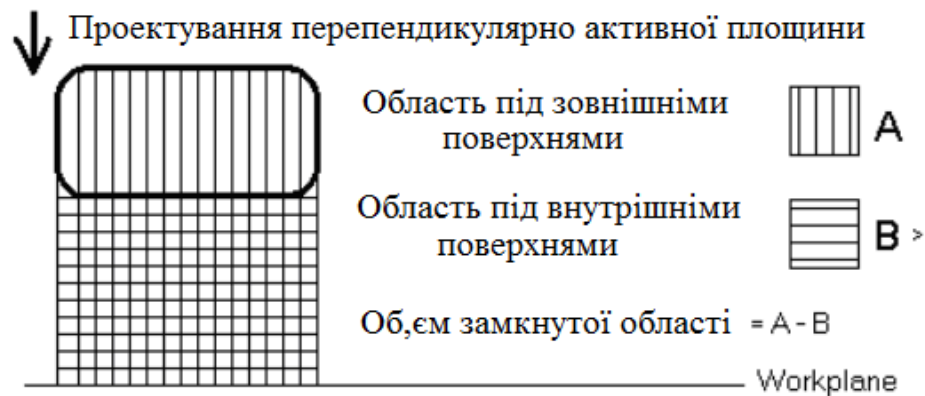 Проектування перепендикулярно активної площини
Область під зовнішніми
поверхнями
A
Область під внутрішніми
поверхнями
B >
Об,єм замкнутої області = A - B
Workplane